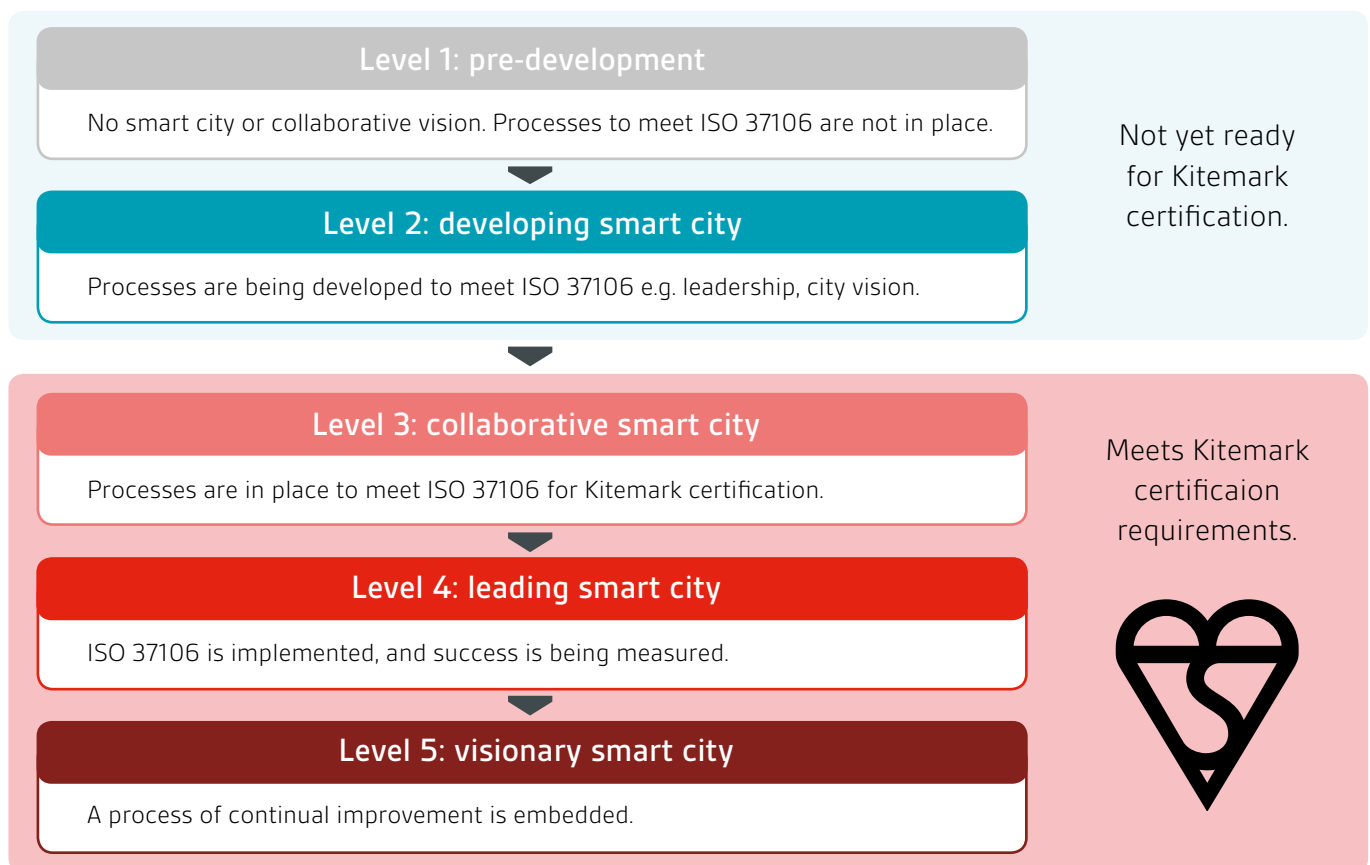 Level 1: pre-development
No smart city or collaborative vision. Processes to meet ISO 37106 are not in place.
Not yet ready
for Kitemark
certification.
Level 2: developing smart city
Processes are being developed to meet ISO 37106 e.g. leadership, city vision.
Level 3: collaborative smart city
Processes are in place to meet ISO 37106 for Kitemark certification.
Meets Kitemark
certificaion
requirements.
Level 4: leading smart city
ISO 37106 is implemented, and success is being measured.
Level 5: visionary smart city
A process of continual improvement is embedded.